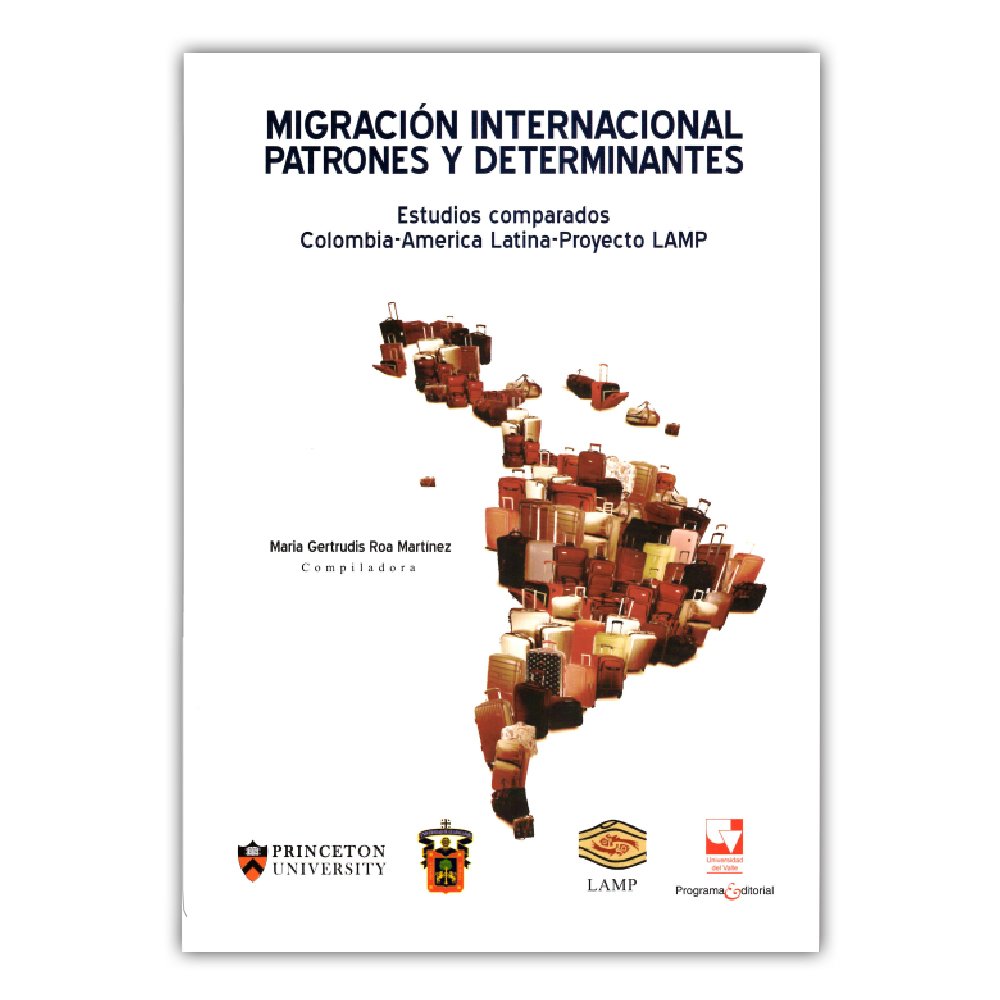 MIGRACIÓN INTERNACIONAL
PATRONES Y DETERMINANTES
Estudios comparados
Colombia-America Latina-Proyecto LAMP
Maria Gertrudis Roa Martínez
Compiladora
PRINCETON
UNIVERSITY
LAMP
Universidad
del Valle
Programa Editorial